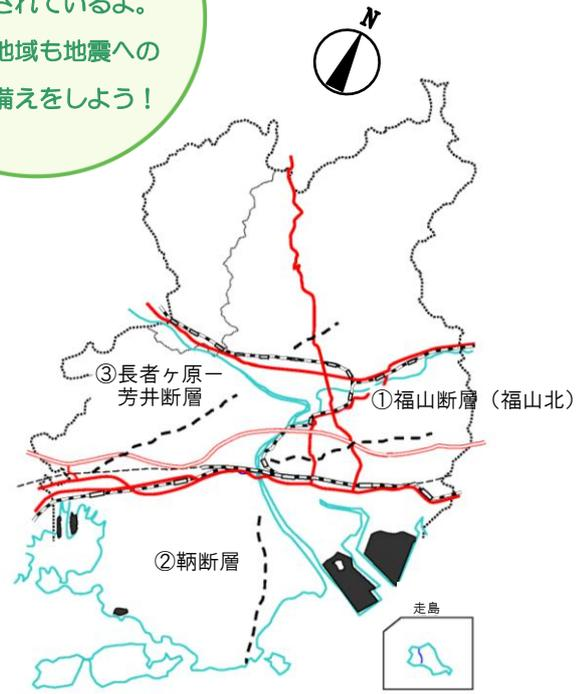 されているよ。
地域も地震への
備えをしよう！
N
③長者ヶ原ー
芳井断層
①福山断層（福山北）
②鞆断層
走島